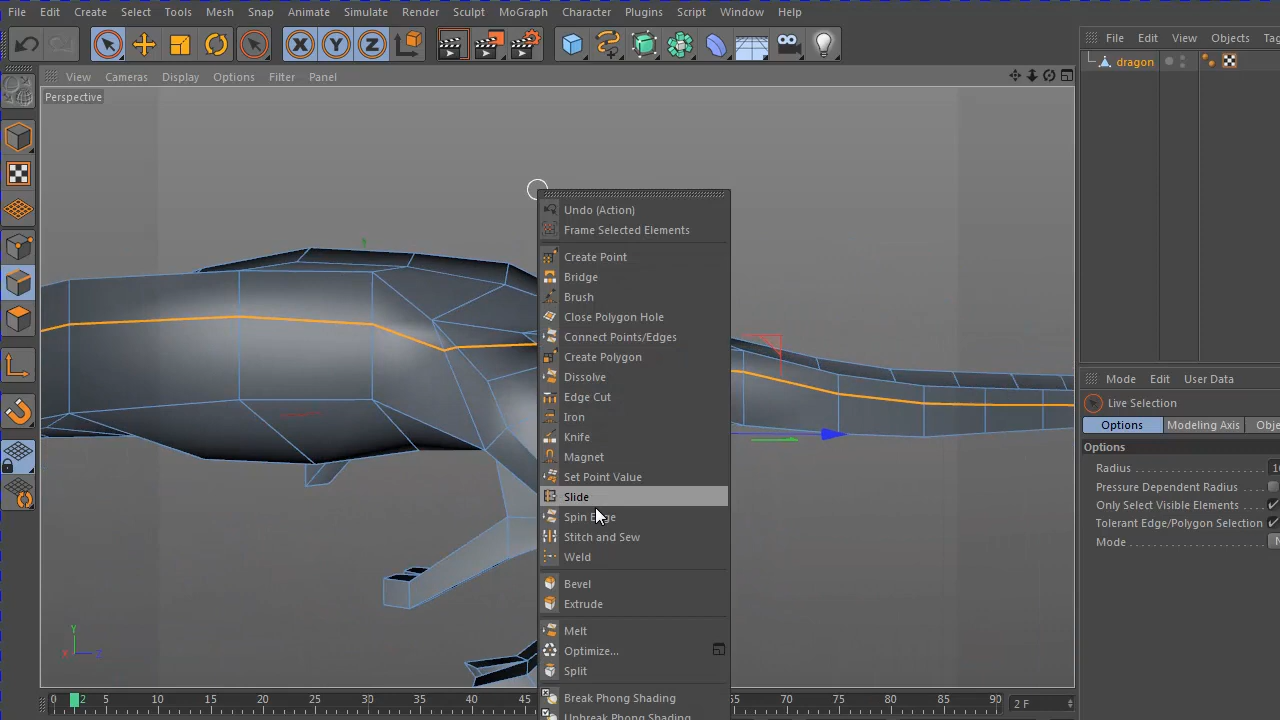 File Edit Create Select Tools Mesh Snap Animate Simulate Render Sculpt MoGraph Character Plugins Script Window Help
File Edit View Objects
View Cameras Display Options Filter Panel
dragon
Perspective
Undo (Action)
Frame Selected Elements
Create Point
Bridge
Brush
Close Polygon Hole
Connect Points/Edges
Create Polygon
Dissolve
Edge Cut
Iron
Knife
Magnet
Set Point Value
Slide
Spin Edge
Stitch and Sew
Weld
Bevel
Extrude
Melt
Optimize...
Split
Break Phong Shading
Unbreak Phong Shading
Mode Edit User Data
Live Selection
Options Modeling Axis
Options
Radius
Pressure Dependent Radius
Only Select Visible Elements
Tolerant Edge/Polygon Selection
Mode
Y
X Z
0 2 5 10 15 20 25 30 35 40 45 55 60 65 70 75 80 85 90 2 F